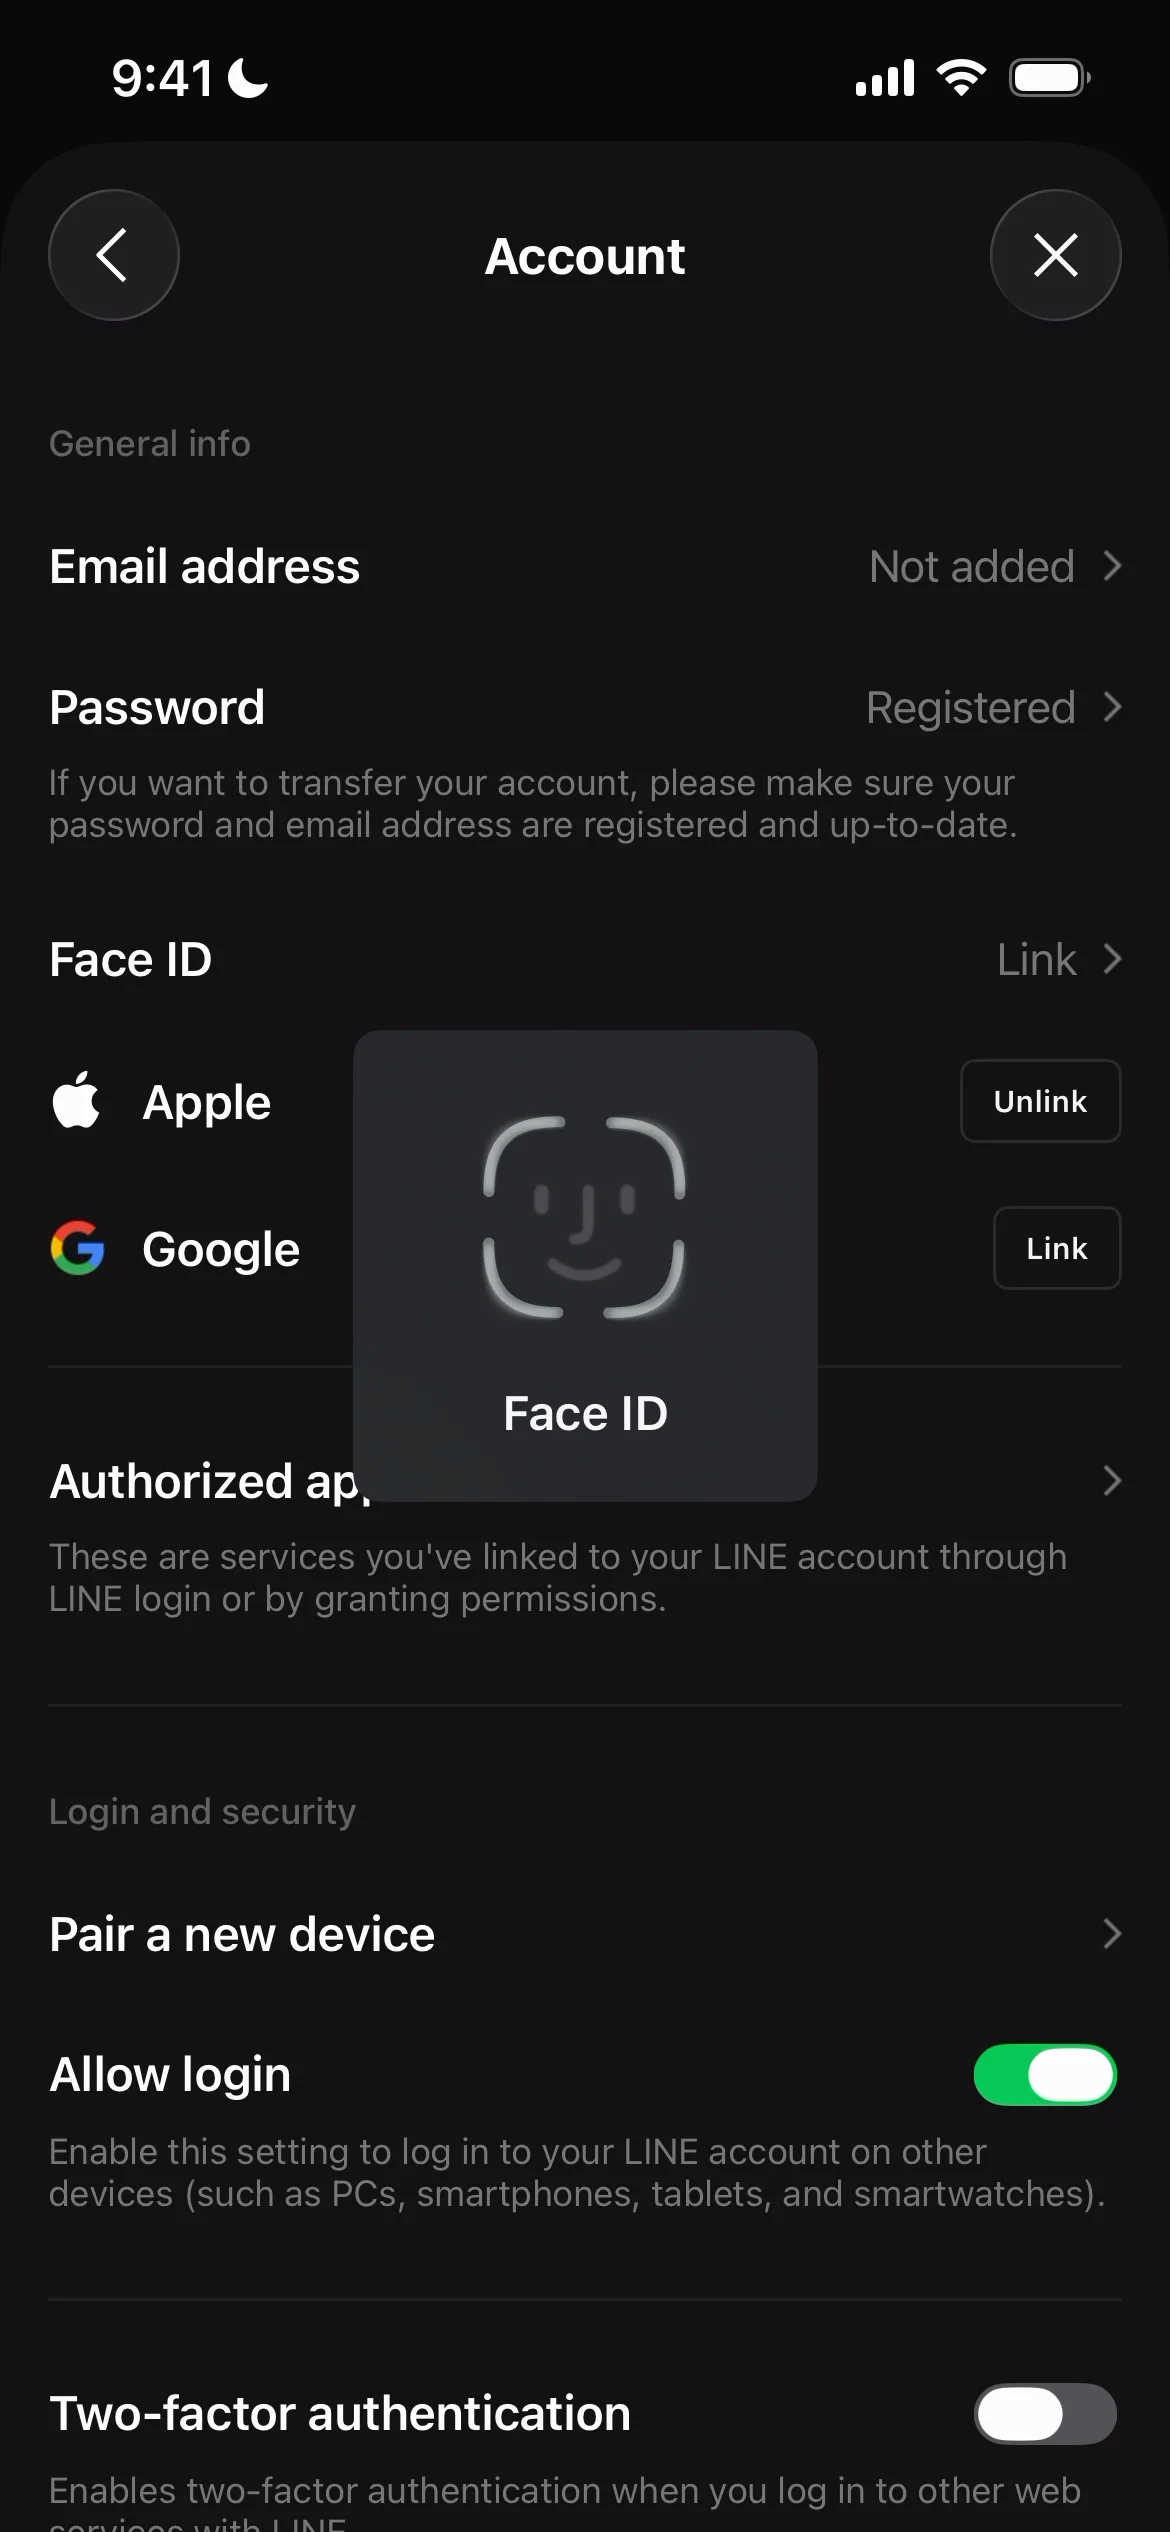 9:41
Account
General info
Email address Not added
Password Registered
If you want to transfer your account, please make sure your
password and email address are registered and up-to-date.
Face ID Link
Apple Unlink
Google Link
Face ID
Authorized
These are services you've linked to your LINE account through
LINE login or by granting permissions.
Login and security
Pair a new device
Allow login
Enable this setting to log in to your LINE account on other
devices (such as PCs, smartphones, tablets, and smartwatches).
Two-factor authentication
Enables two-factor authentication when you log in to other web
services with LINE